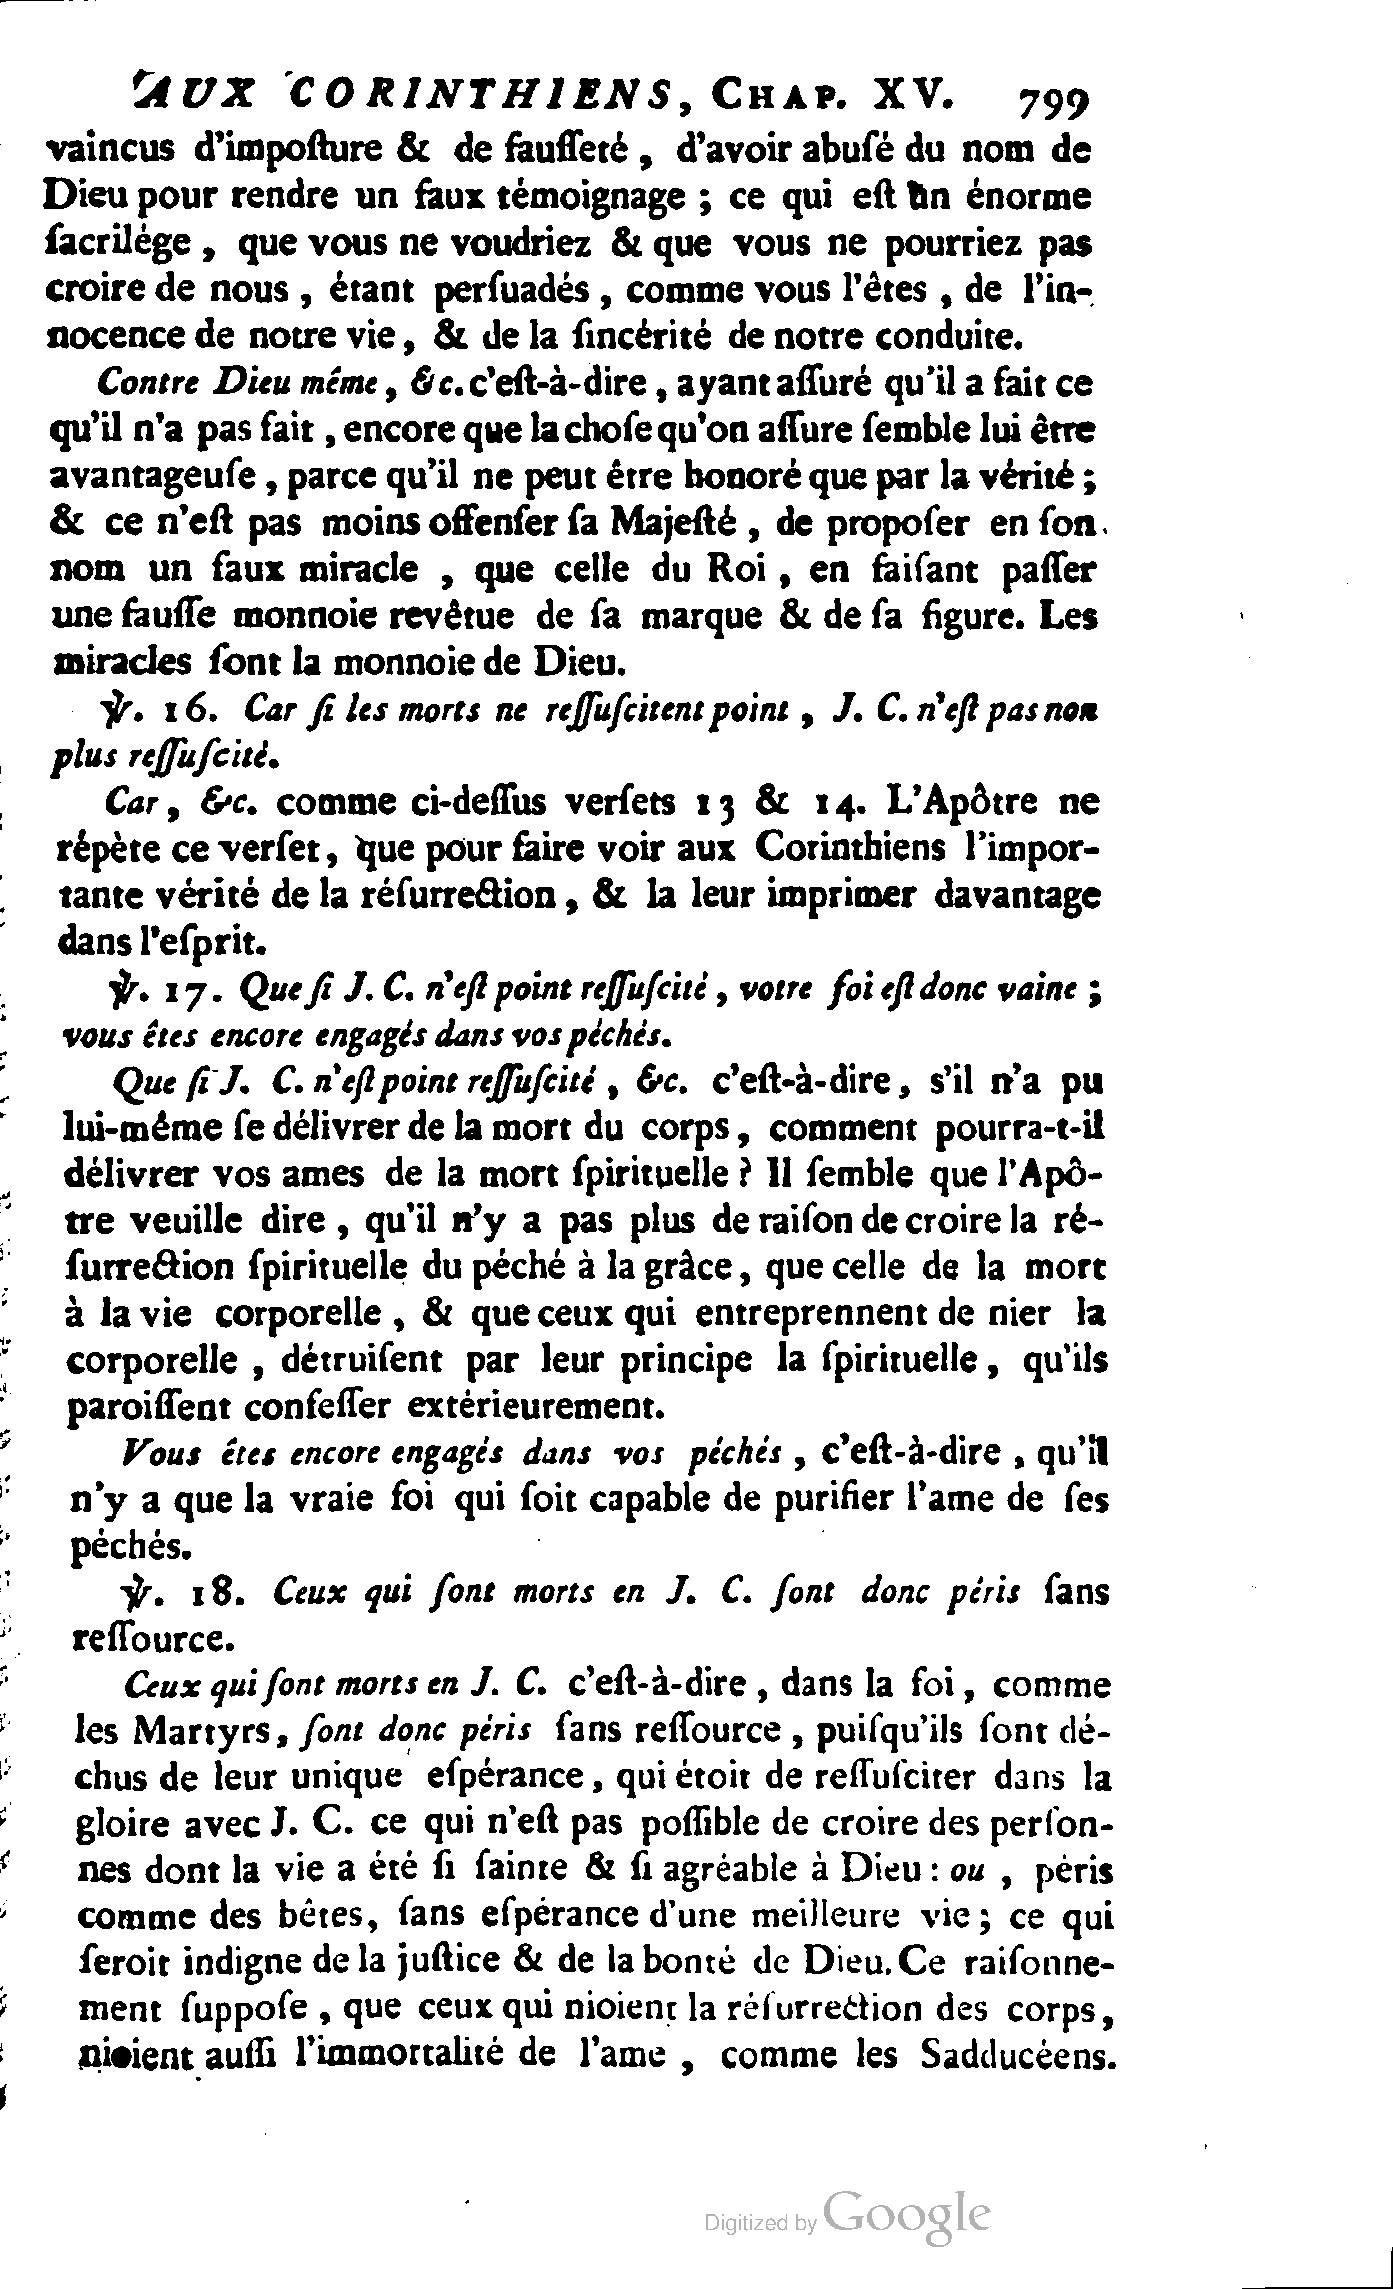 AUX CORINTHIENS, CHAP. XV. 799
vaincus d'impoſture & de fauſſeté, d'avoir abuſé du nom de
Dieu pour rendre un faux témoignage ; ce qui eſt un énorme
ſacrilége, que vous ne voudriez & que vous ne pourriez pas
croire de nous, étant perſuadés, comme vous l'êtes, de l'in-
nocence de notre vie, & de la ſincérité de notre conduite.
Contre Dieu même, &c. c'eſt-à-dire, ayant aſſuré qu'il a fait ce
qu'il n'a pas fait, encore que la choſe qu'on aſſure ſemble lui être
avantageuſe, parce qu'il ne peut être honoré que par la vérité ;
& ce n'eſt pas moins offenſer ſa Majeſté, de propoſer en ſon
nom un faux miracle, que celle du Roi, en faiſant paſſer
une fauſſe monnoie revêtue de ſa marque & de ſa figure. Les
miracles ſont la monnoie de Dieu.
℣. 16. Car ſi les morts ne reſſuſcitent point, J. C. n'eſt pas non
plus reſſuſcité.
Car, &c. comme ci-deſſus verſets 13 & 14. L'Apôtre ne
répète ce verſet, que pour faire voir aux Corinthiens l'impor-
tante vérité de la réſurrection, & la leur imprimer davantage
dans l'eſprit.
℣. 17. Que ſi J. C. n'eſt point reſſuſcité, votre foi eſt donc vaine ;
vous êtes encore engagés dans vos péchés.
Que ſi J. C. n'eſt point reſſuſcité, &c. c'eſt-à-dire, s'il n'a pu
lui-même ſe délivrer de la mort du corps, comment pourra-t-il
délivrer vos ames de la mort ſpirituelle ? Il ſemble que l'Apô-
tre veuille dire, qu'il n'y a pas plus de raiſon de croire la ré-
ſurrection ſpirituelle du péché à la grâce, que celle de la mort
à la vie corporelle, & que ceux qui entreprennent de nier la
corporelle, détruiſent par leur principe la ſpirituelle, qu'ils
paroiſſent confeſſer extérieurement.
Vous êtes encore engagés dans vos péchés, c'eſt-à-dire, qu'il
n'y a que la vraie foi qui ſoit capable de purifier l'ame de ſes
péchés.
℣. 18. Ceux qui ſont morts en J. C. ſont donc péris ſans
reſſource.
Ceux qui ſont morts en J. C. c'eſt-à-dire, dans la foi, comme
les Martyrs, ſont donc péris ſans reſſource, puiſqu'ils ſont dé-
chus de leur unique eſpérance, qui étoit de reſſuſciter dans la
gloire avec J. C. ce qui n'eſt pas poſſible de croire des perſon-
nes dont la vie a été ſi ſainte & ſi agréable à Dieu : ou, péris
comme des bêtes, ſans eſpérance d'une meilleure vie ; ce qui
ſeroit indigne de la juſtice & de la bonté de Dieu. Ce raiſonne-
ment ſuppoſe, que ceux qui nioient la réſurrection des corps,
nioient auſſi l'immortalité de l'ame, comme les Sadducéens.
Digitized by Google